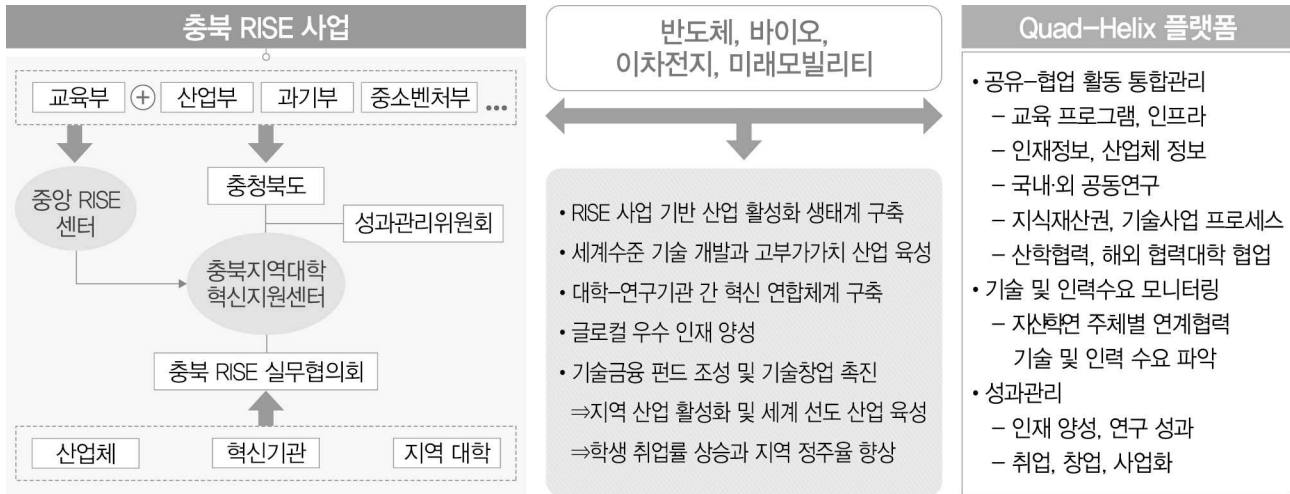 충북 RISE 사업
교육부 + 산업부 과기부 중소벤처부 ...
중앙 RISE
센터
충청북도
성과관리위원회
충북지역대학
혁신지원센터
충북 RISE 실무협의회
산업체 혁신기관 지역 대학
반도체, 바이오,
이차전지, 미래모빌리티
• RISE 사업 기반 산업 활성화 생태계 구축
• 세계수준 기술 개발과 고부가가치 산업 육성
• 대학-연구기관 간 혁신 연합체계 구축
• 글로컬 우수 인재 양성
• 기술금융 펀드 조성 및 기술창업 촉진
⇒지역 산업 활성화 및 세계 선도 산업 육성
⇒학생 취업률 상승과 지역 정주율 향상
Quad-Helix 플랫폼
• 공유-협업 활동 통합관리
- 교육 프로그램, 인프라
- 인재정보, 산업체 정보
- 국내·외 공동연구
- 지식재산권, 기술사업 프로세스
- 산학협력, 해외 협력대학 협업
• 기술 및 인력수요 모니터링
- 지산학연 주체별 연계협력
기술 및 인력 수요 파악
• 성과관리
- 인재 양성, 연구 성과
- 취업, 창업, 사업화